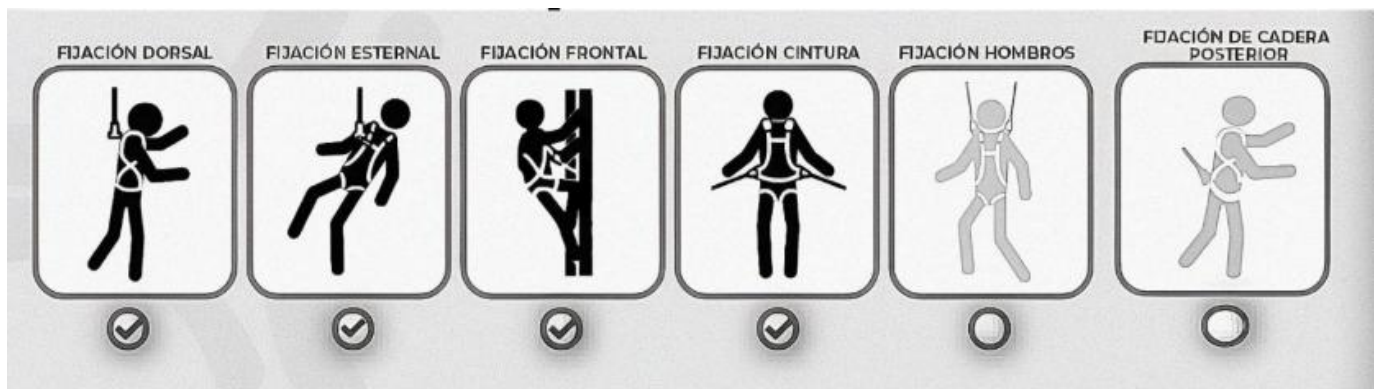 FIJACIÓN DORSAL
FIJACIÓN ESTERNAL
FIJACIÓN FRONTAL
FIJACIÓN CINTURA
FIJACIÓN HOMBROS
FIJACIÓN DE CADERA
POSTERIOR